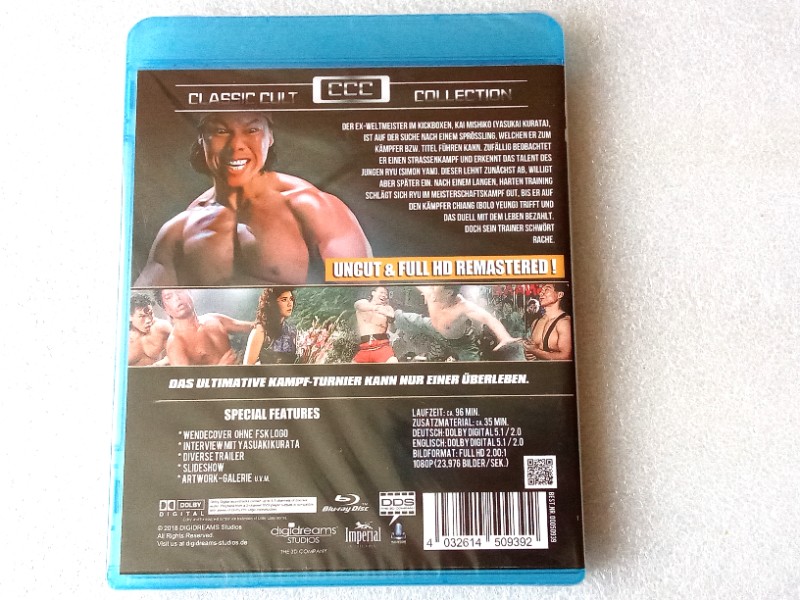 CLASSIC CULT CCC COLLECTION
DER EX-WELTMEISTER IM KICKBOXEN, KAI MISHIKO (YASUKAI KURATA),
IST AUF DER SUCHE NACH EINEM SPRÖSSLING, WELCHEN ER ZUM
KÄMPFER BZW. TITEL FÜHREN KANN. ZUFÄLLIG BEOBACHTET
ER EINEN STRASSENKAMPF UND ERKENNT DAS TALENT DES
JUNGEN RYU (SIMON YAM). DIESER LEHNT ZUNÄCHST AB, WILLIGT
ABER SPÄTER EIN. NACH EINEM LANGEN, HARTEN TRAINING
SCHLÄGT SICH RYU IM MEISTERSCHAFTSKAMPF GUT, BIS ER AUF
DEN KÄMPFER CHIANG (BOLO YEUNG) TRIFFT UND
DAS DUELL MIT DEM LEBEN BEZAHLT.
DOCH SEIN TRAINER SCHWÖRT
RACHE.
UNCUT & FULL HD REMASTERED !
DAS ULTIMATIVE KAMPF-TURNIER KANN NUR EINER ÜBERLEBEN.
SPECIAL FEATURES
* WENDECOVER OHNE FSK LOGO
* INTERVIEW MIT YASUAKI KURATA
* DIVERSE TRAILER
* SLIDESHOW
* ARTWORK-GALERIE U.V.M.
LAUFZEIT: CA. 96 MIN.
ZUSATZMATERIAL: CA. 35 MIN.
DEUTSCH: DOLBY DIGITAL 5.1 / 2.0
ENGLISCH: DOLBY DIGITAL 5.1 / 2.0
BILDFORMAT: FULL HD 2.00:1
1080P (23,976 BILDER/SEK.)
DOLBY
DIGITAL
© 2018 DIGIDREAMS Studios
All Rights Reserved.
Visit us at digidreams-studios.de
Blu-ray Disc
DDS
digidreams
STUDIOS
THE 3D COMPANY
Imperial
4 032614 509392